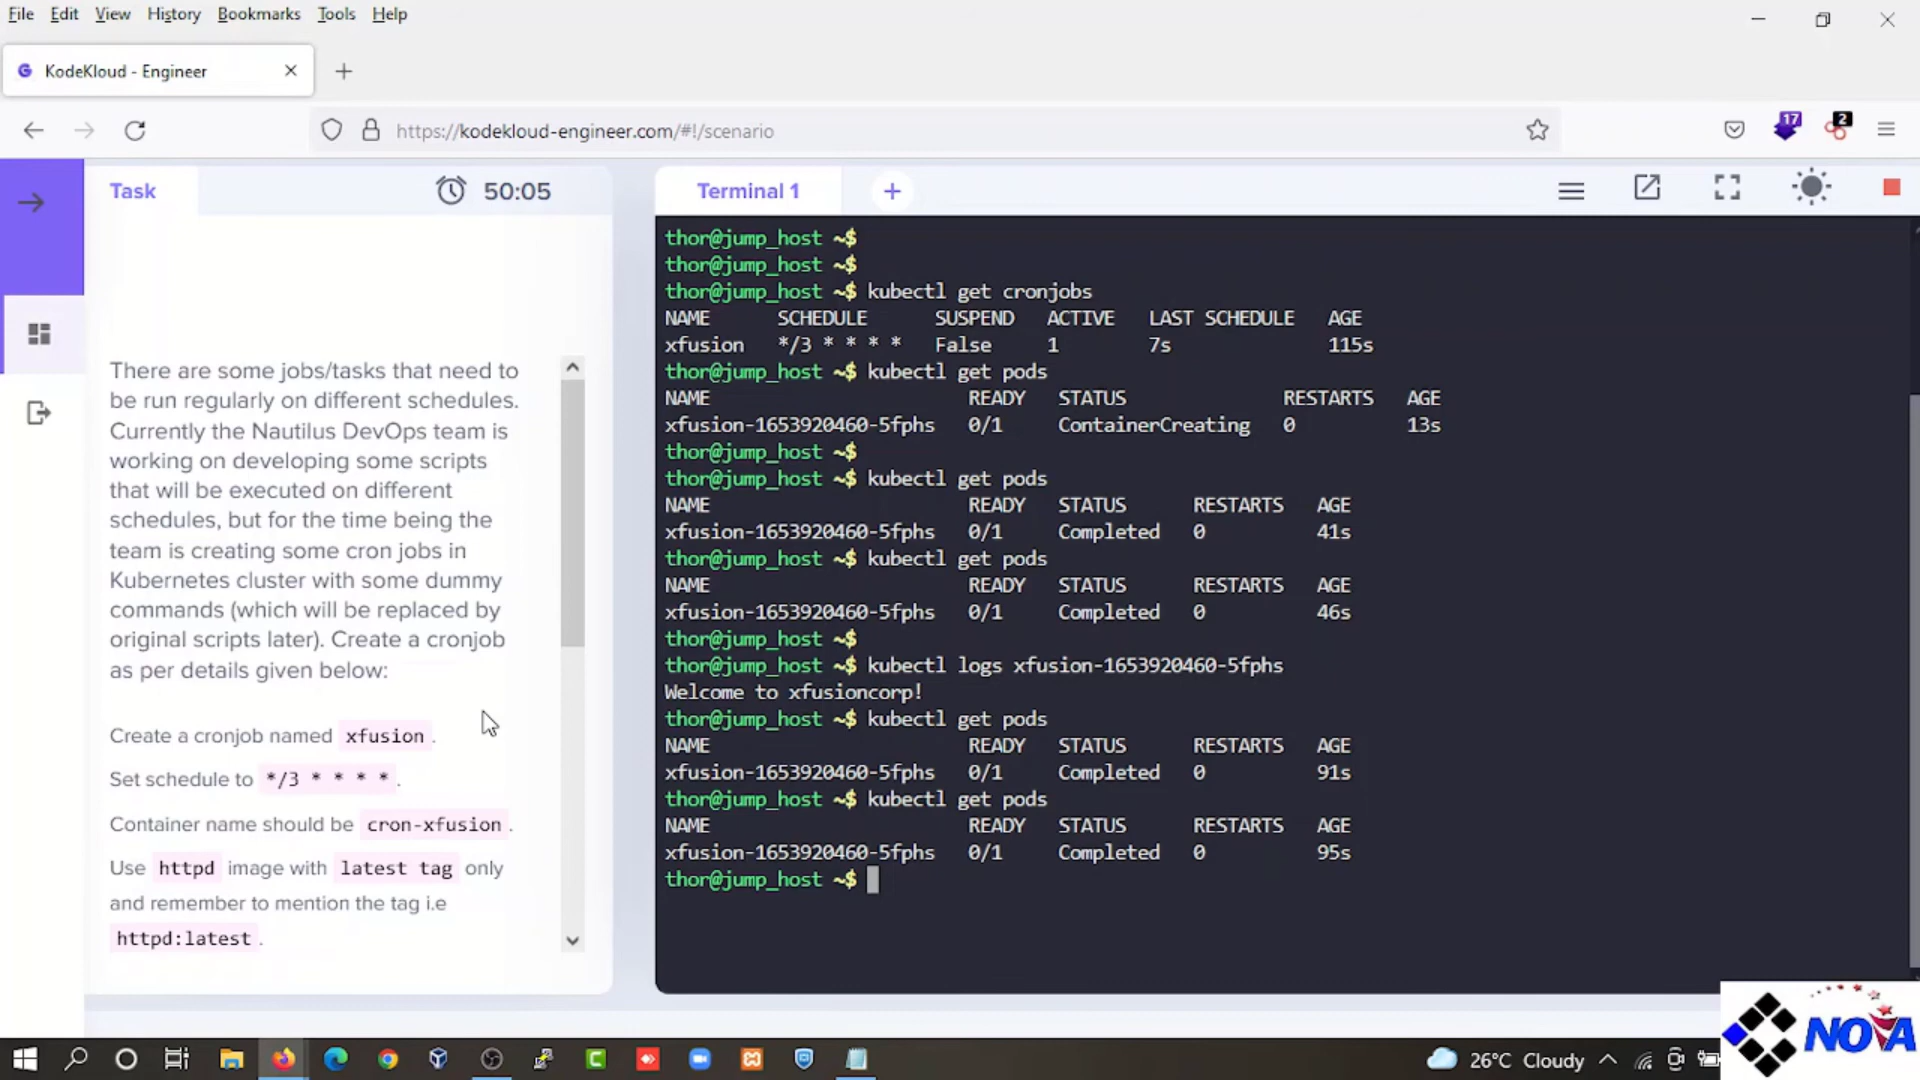 File Edit View History Bookmarks Tools Help
KodeKloud - Engineer
https://kodekloud-engineer.com/#!/scenario
17
2
Task
50:05
Terminal 1
There are some jobs/tasks that need to
be run regularly on different schedules.
Currently the Nautilus DevOps team is
working on developing some scripts
that will be executed on different
schedules, but for the time being the
team is creating some cron jobs in
Kubernetes cluster with some dummy
commands (which will be replaced by
original scripts later). Create a cronjob
as per details given below:
Create a cronjob named xfusion .
Set schedule to */3 * * * * .
Container name should be cron-xfusion .
Use httpd image with latest tag only
and remember to mention the tag i.e
httpd:latest .
thor@jump_host ~$
thor@jump_host ~$
thor@jump_host ~$ kubectl get cronjobs
NAME SCHEDULE SUSPEND ACTIVE LAST SCHEDULE AGE
xfusion */3 * * * * False 1 7s 115s
thor@jump_host ~$ kubectl get pods
NAME READY STATUS RESTARTS AGE
xfusion-1653920460-5fphs 0/1 ContainerCreating 0 13s
thor@jump_host ~$
thor@jump_host ~$ kubectl get pods
NAME READY STATUS RESTARTS AGE
xfusion-1653920460-5fphs 0/1 Completed 0 41s
thor@jump_host ~$ kubectl get pods
NAME READY STATUS RESTARTS AGE
xfusion-1653920460-5fphs 0/1 Completed 0 46s
thor@jump_host ~$
thor@jump_host ~$ kubectl logs xfusion-1653920460-5fphs
Welcome to xfusioncorp!
thor@jump_host ~$ kubectl get pods
NAME READY STATUS RESTARTS AGE
xfusion-1653920460-5fphs 0/1 Completed 0 91s
thor@jump_host ~$ kubectl get pods
NAME READY STATUS RESTARTS AGE
xfusion-1653920460-5fphs 0/1 Completed 0 95s
thor@jump_host ~$
NOVA
26°C Cloudy